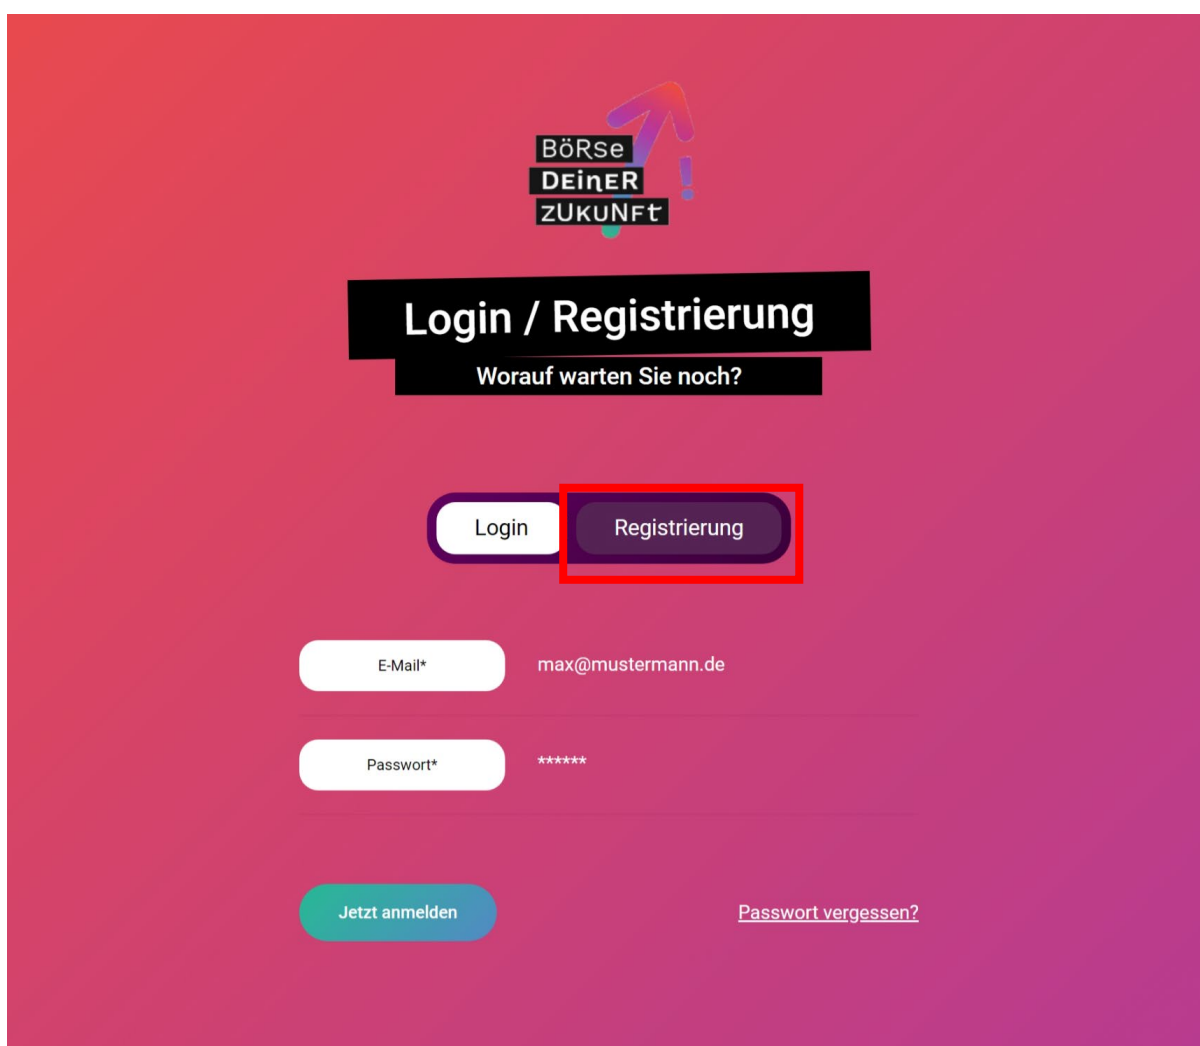 BöRse
DEinER
ZUKUNFt
Login / Registrierung
Worauf warten Sie noch?
Login Registrierung
E-Mail* max@mustermann.de
Passwort* ******
Jetzt anmelden Passwort vergessen?